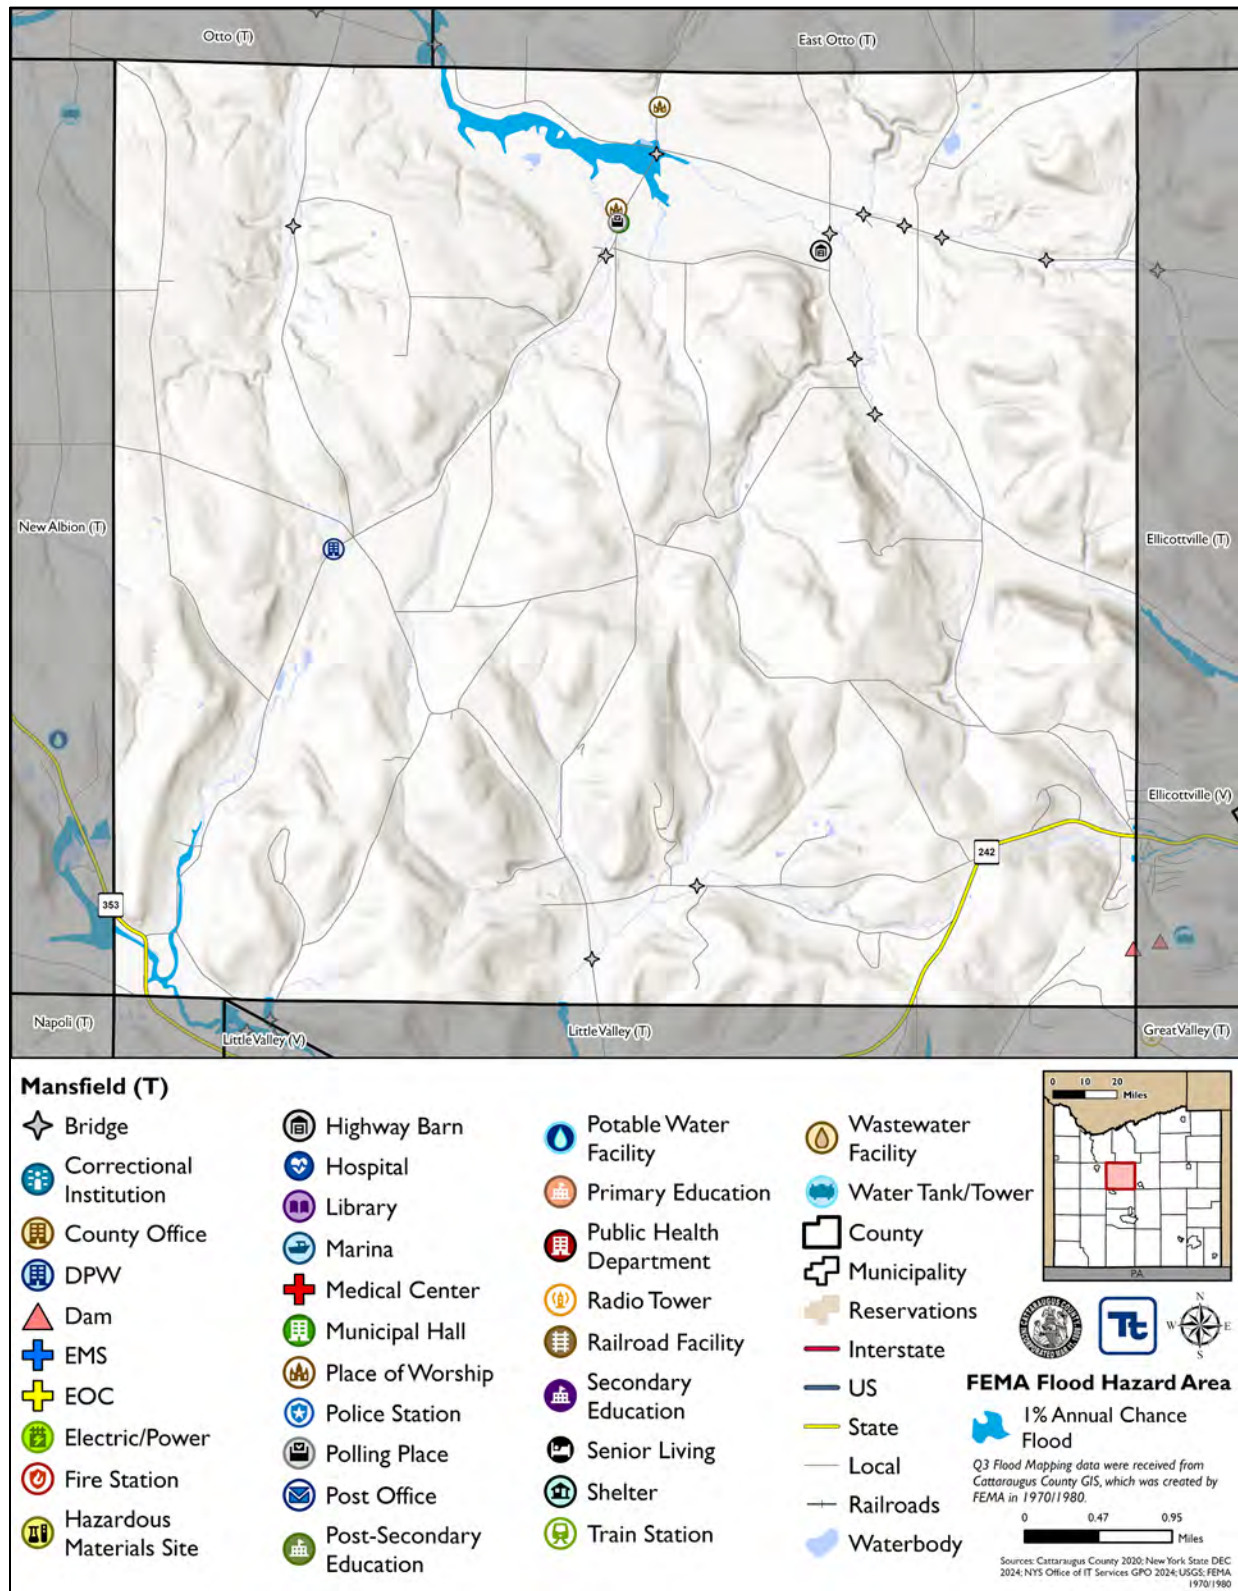 Otto (T)
East Otto (T)
New Albion (T)
Ellicottville (T)
Ellicottville (V)
353
242
Napoli (T)
Little Valley (V)
Little Valley (T)
Great Valley (T)
Mansfield (T)
Bridge
Correctional
Institution
County Office
DPW
Dam
EMS
EOC
Electric/Power
Fire Station
Hazardous
Materials Site
Highway Barn
Hospital
Library
Marina
Medical Center
Municipal Hall
Place of Worship
Police Station
Polling Place
Post Office
Post-Secondary
Education
Potable Water
Facility
Primary Education
Public Health
Department
Radio Tower
Railroad Facility
Secondary
Education
Senior Living
Shelter
Train Station
Wastewater
Facility
Water Tank/Tower
County
Municipality
Reservations
Interstate
US
State
Local
Railroads
Waterbody
0 10 20
Miles
PA
Tt
N
W E
S
FEMA Flood Hazard Area
1% Annual Chance
Flood
Q3 Flood Mapping data were received from
Cattaraugus County GIS, which was created by
FEMA in 1970/1980.
0 0.47 0.95
Miles
Sources: Cattaraugus County 2020; New York State DEC
2024; NYS Office of IT Services GPO 2024; USGS; FEMA
1970/1980